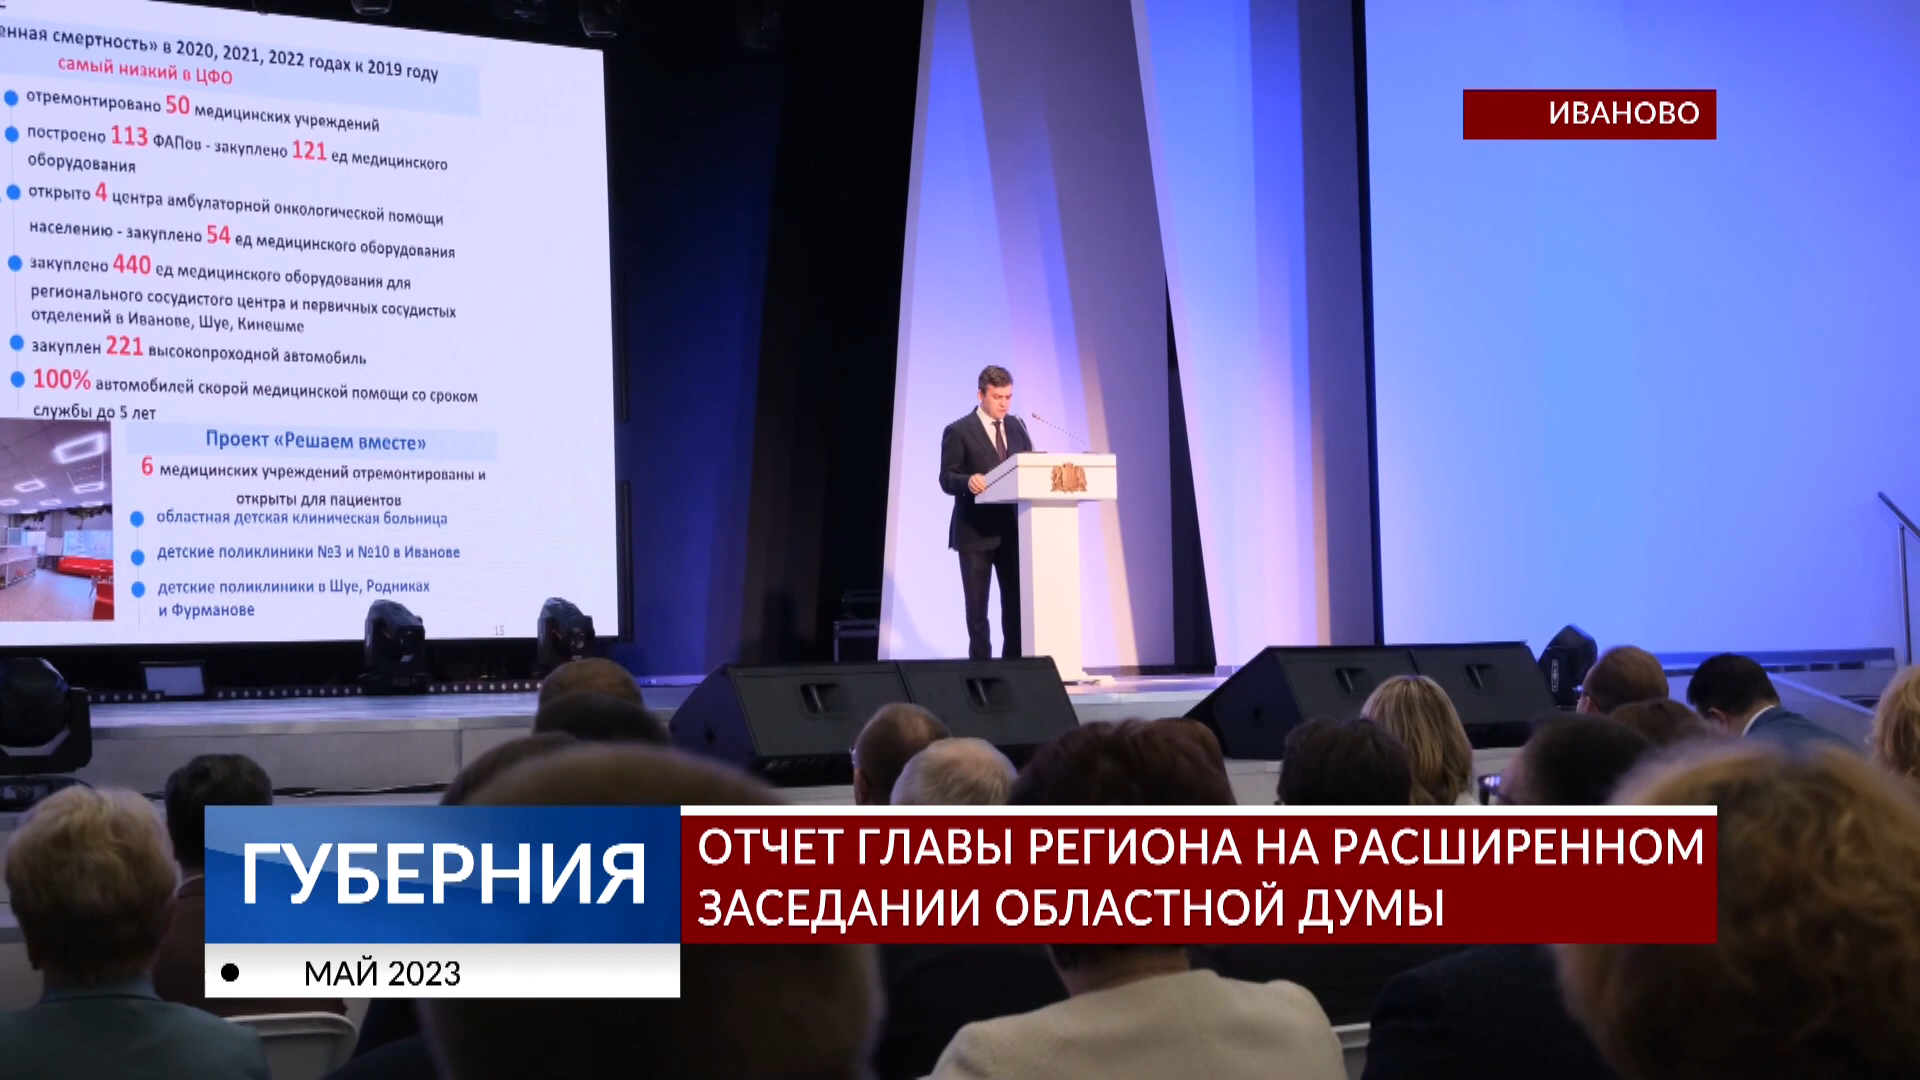 енная смертность» в 2020, 2021, 2022 годах к 2019 году
самый низкий в ЦФО
отремонтировано 50 медицинских учреждений
построено 113 ФАПов - закуплено 121 ед медицинского
оборудования
открыто 4 центра амбулаторной онкологической помощи
населению - закуплено 54 ед медицинского оборудования
закуплено 440 ед медицинского оборудования для
регионального сосудистого центра и первичных сосудистых
отделений в Иванове, Шуе, Кинешме
закуплен 221 высокопроходной автомобиль
100% автомобилей скорой медицинской помощи со сроком
службы до 5 лет
Проект «Решаем вместе»
6 медицинских учреждений отремонтированы и
открыты для пациентов
областная детская клиническая больница
детские поликлиники №3 и №10 в Иванове
детские поликлиники в Шуе, Родниках
и Фурманове
15
ИВАНОВО
ГУБЕРНИЯ
ОТЧЕТ ГЛАВЫ РЕГИОНА НА РАСШИРЕННОМ
ЗАСЕДАНИИ ОБЛАСТНОЙ ДУМЫ
МАЙ 2023